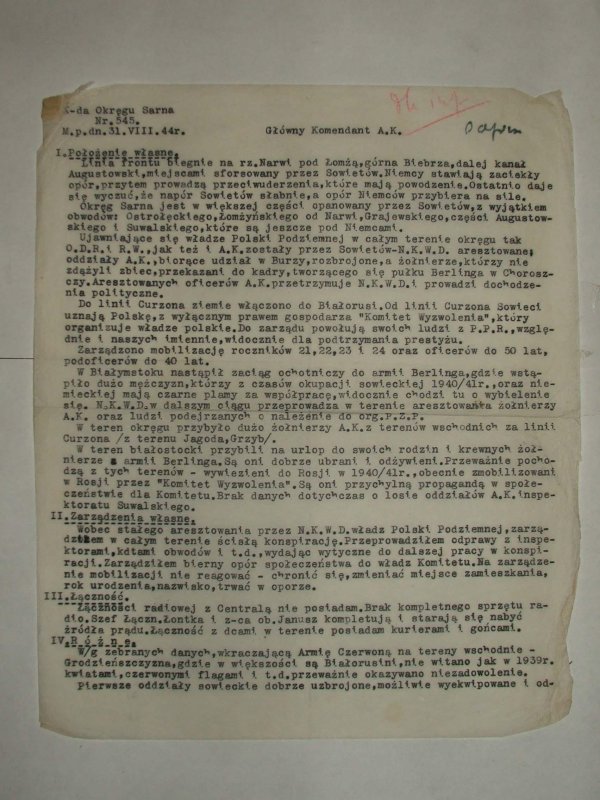 K-da Okręgu Sarna
Nr.545.
M.p.dn.31.VIII.44r.
Główny Komendant A.K.
I.Położenie własne.
Linia frontu biegnie na rz.Narwi pod Łomżą,górna Biebrza,dalej kanał
Augustowski,miejscami sforsowany przez Sowietów.Niemcy stawiają zaciekły
opór,przytem prowadzą przeciwuderzenia,które mają powodzenie.Ostatnio daje
się wyczuć,że napór Sowietów słabnie,a opór Niemców przybiera na sile.
Okręg Sarna jest w większej części opanowany przez Sowietów,z wyjątkiem
obwodów: Ostrołęckiego,Łomżyńskiego od Narwi,Grajewskiego,części Augustow-
skiego i Suwalskiego,które są jeszcze pod Niemcami.
Ujawniające się władze Polski Podziemnej w całym terenie okręgu tak
O.D.R.i R.W.,jak też i A.K.zostały przez Sowietów-N.K.W.D. aresztowane,
oddziały A.K.,biorące udział w Burzy,rozbrojone,a żołnierze,którzy nie
zdążyli zbiec,przekazani do kadry,tworzącego się pułku Berlinga w Chorosz-
czy.Aresztowanych oficerów A.K.przetrzymuje N.K.W.D.i prowadzi dochodze-
nia polityczne.
Do linii Curzona ziemie włączono do Białorusi.Od linii Curzona Sowieci
uznają Polskę,z wyłącznym prawem gospodarza "Komitet Wyzwolenia",który
organizuje władze polskie.Do zarządu powołują swoich ludzi z P.P.R.,wzglę-
dnie i naszych imiennie,widocznie dla podtrzymania prestyżu.
Zarządzono mobilizację roczników 21,22,23 i 24 oraz oficerów do 50 lat,
podoficerów do 40 lat.
W Białymstoku nastąpił zaciąg ochotniczy do armii Berlinga,gdzie wstą-
piło dużo mężczyzn,którzy z czasów okupacji sowieckiej 1940/41r.,oraz nie-
mieckiej mają czarne plamy za współpracę,widocznie chodzi tu o wybielenie
się. N.K.W.D.w dalszym ciągu przeprowadza w terenie aresztowania żołnierzy
A.K. oraz ludzi podejrzanych o należenie do org.P.Z.P.
W teren okręgu przybyło dużo żołnierzy A.K.z terenów wschodnich za linii
Curzona /z terenu Jagoda,Grzyb/.
W teren białostocki przybili na urlop do swoich rodzin i krewnych żoł-
nierze z armii Berlinga.Są oni dobrze ubrani i odżywieni.Przeważnie pocho-
dzą z tych terenów - wywiezieni do Rosji w 1940/41r.,obecnie zmobilizowani
w Rosji przez "Komitet Wyzwolenia".Są oni przychylną propagandą w społe-
czeństwie dla Komitetu.Brak danych dotychczas o losie oddziałów A.K.inspe-
ktoratu Suwalskiego.
II.Zarządzenia własne.
Wobec stałego aresztowania przez N.K.W.D.władz Polski Podziemnej,zarzą-
dziłem w całym terenie ścisłą konspirację.Przeprowadziłem odprawy z inspe-
ktorami,kdtami obwodów i t.d.,wydając wytyczne do dalszej pracy w konspi-
racji.Zarządziłem bierny opór społeczeństwa do władz Komitetu.Na zarządze-
nie mobilizacji nie reagować - chronić się,zmieniać miejsce zamieszkania,
rok urodzenia,nazwisko,trwać w oporze.
III.Łączność.
Łączności radiowej z Centralą nie posiadam.Brak kompletnego sprzętu ra-
dio.Szef Łączn.Łontka i z-ca ob.Janusz kompletują i starają się nabyć
źródła prądu.Łączność z dcami w terenie posiadam kurierami i gońcami.
IV.R ó ż n e.
W/g zebranych danych,wkraczającą Armię Czerwoną na tereny wschodnie -
Grodzieńszczyzna,gdzie w większości są Białorusini,nie witano jak w 1939r.
kwiatami,czerwonymi flagami i t.d.przeważnie okazywano niezadowolenie.
Pierwsze oddziały sowieckie dobrze uzbrojone,możliwie wyekwipowane i od-